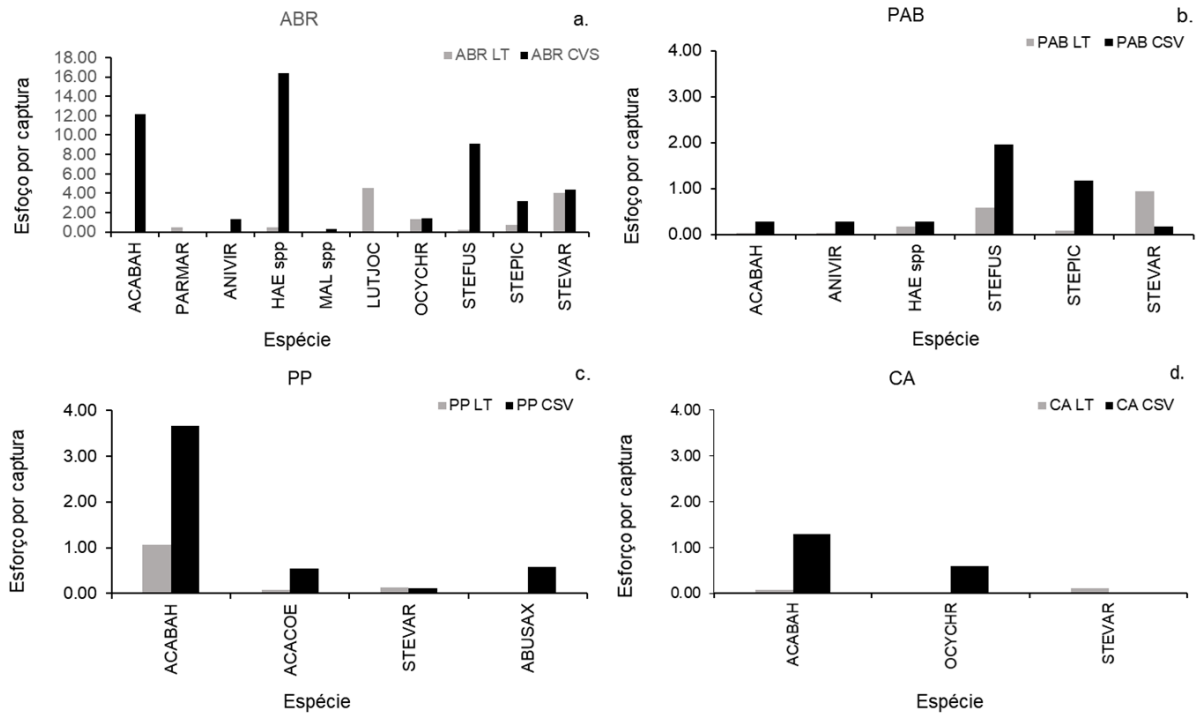 ABR
a.
ABR LT ABR CVS
Esfoço por captura
18.00
16.00
14.00
12.00
10.00
8.00
6.00
4.00
2.00
0.00
ACABAH
PARMAR
ANIVIR
HAE spp
MAL spp
LUTJOC
OCYCHR
STEFUS
STEPIC
STEVAR
Espécie
PAB
b.
PAB LT PAB CSV
Esforço por captura
4.00
3.00
2.00
1.00
0.00
ACABAH
ANIVIR
HAE spp
STEFUS
STEPIC
STEVAR
Espécie
PP
c.
PP LT PP CSV
Esforço por captura
4.00
3.00
2.00
1.00
0.00
ACABAH
ACACOE
STEVAR
ABUSAX
Espécie
CA
d.
CA LT CA CSV
Esforço por captura
4.00
3.00
2.00
1.00
0.00
ACABAH
OCYCHR
STEVAR
Espécie